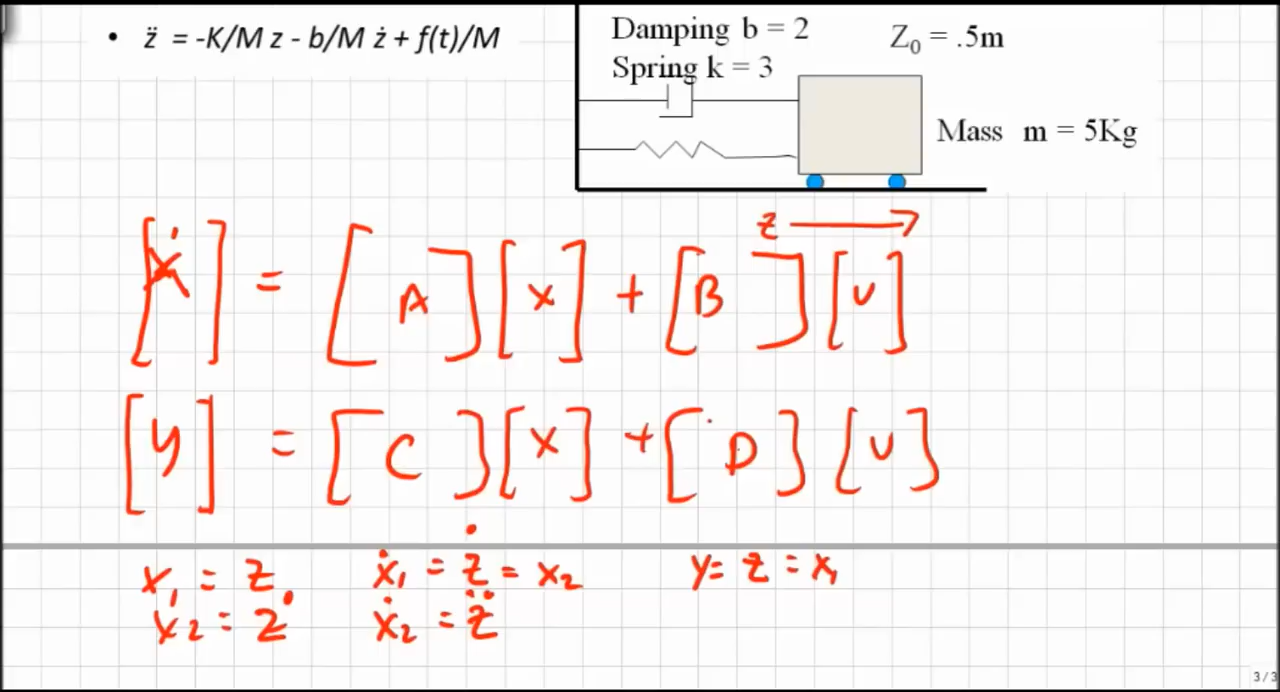 • z̈ = -K/M z - b/M ż + f(t)/M
Damping b = 2
Z₀ = .5m
Spring k = 3
Mass m = 5Kg
z
[Ẋ] = [A] [X] + [B] [U]
[Y] = [C] [X] + [D] [U]
x₁ = z ẋ₁ = ż = x₂ y = z = x₁
x₂ = ż ẋ₂ = z̈
3 / 3